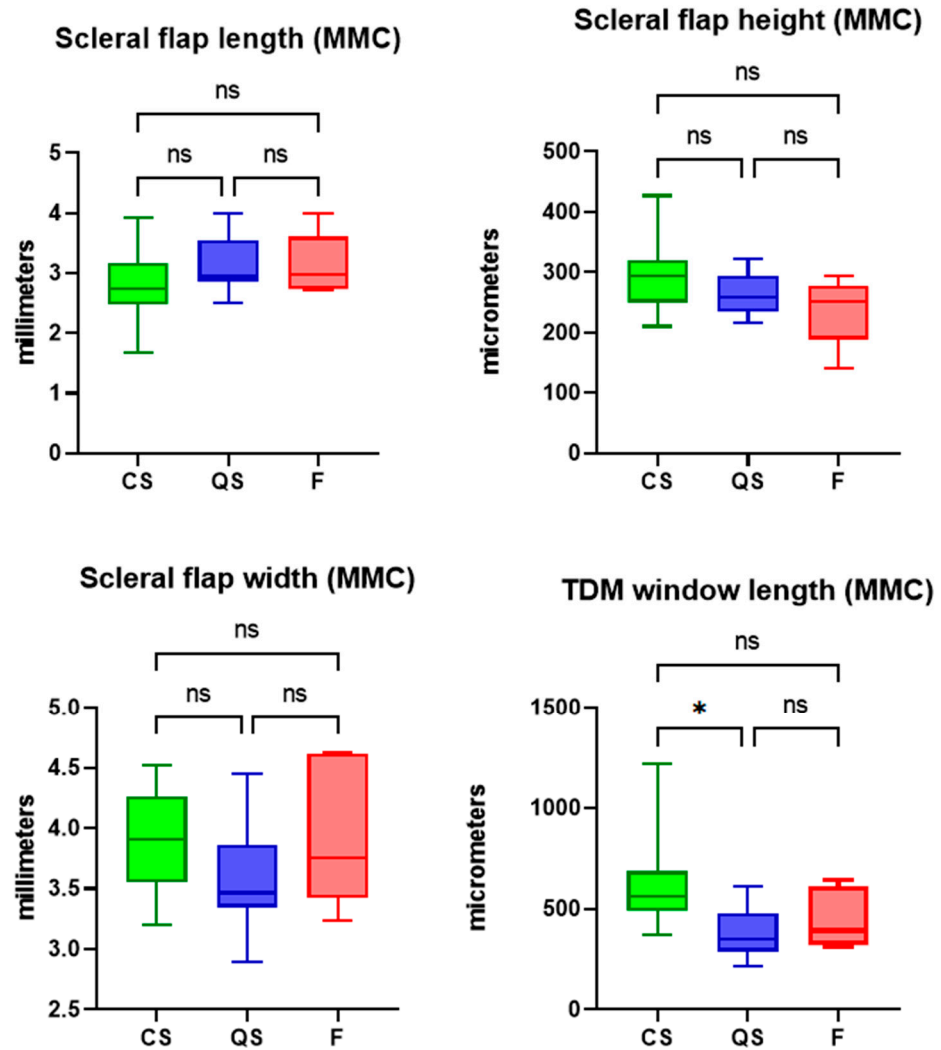 Scleral flap length (MMC)
ns
ns ns
millimeters
5
4
3
2
1
0
CS QS F
Scleral flap height (MMC)
ns
ns ns
micrometers
500
400
300
200
100
0
CS QS F
Scleral flap width (MMC)
ns
ns ns
millimeters
5.0
4.5
4.0
3.5
3.0
2.5
CS QS F
TDM window length (MMC)
ns
* ns
micrometers
1500
1000
500
0
CS QS F